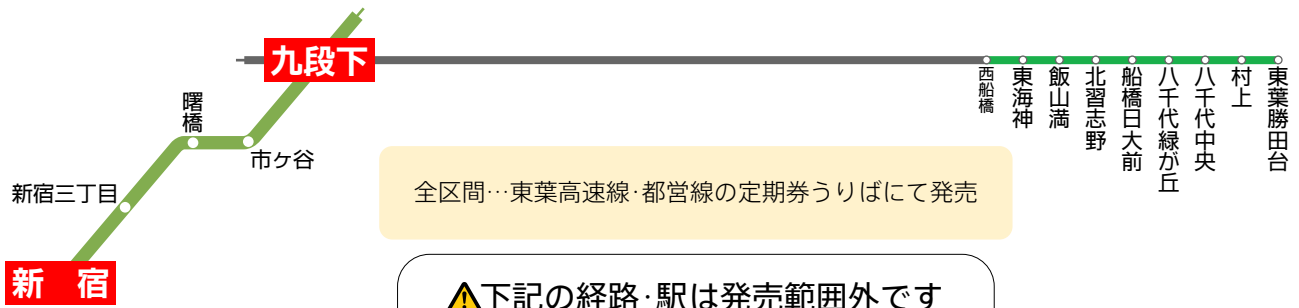 九段下
西船橋
東海神
飯山満
北習志野
船橋日大前
八千代緑が丘
八千代中央
村上
東葉勝田台
曙橋
市ケ谷
新宿三丁目
全区間…東葉高速線･都営線の定期券うりばにて発売
新　宿
下記の経路･駅は発売範囲外です